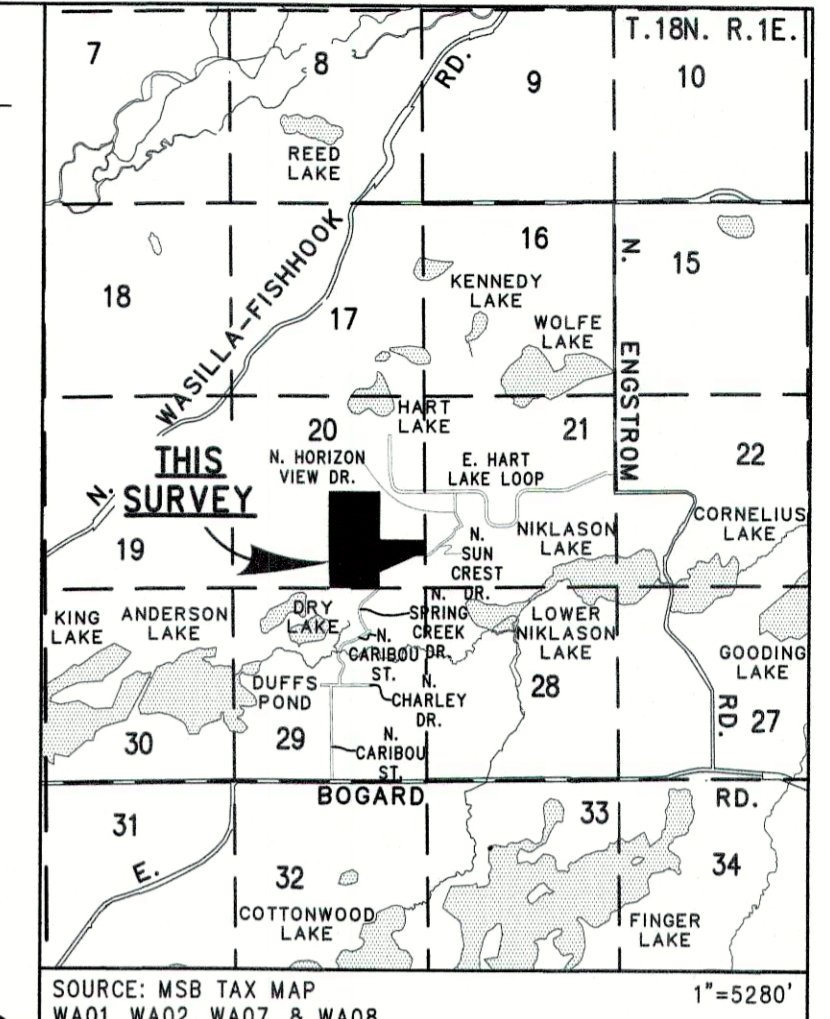 T.18N. R.1E.
7
8
9
10
RD.
REED
LAKE
18
17
16
15
KENNEDY
LAKE
WOLFE
LAKE
N. ENGSTROM
WASILLA-FISHHOOK
HART
LAKE
20
21
22
N. HORIZON
VIEW DR.
E. HART
LAKE LOOP
THIS
SURVEY
N.
19
N.
SUN
CREST
DR.
NIKLASON
LAKE
CORNELIUS
LAKE
KING
LAKE
ANDERSON
LAKE
DRY
LAKE
N.
SPRING
CREEK
DR.
LOWER
NIKLASON
LAKE
GOODING
LAKE
N.
CARIBOU
ST.
DUFFS
POND
N.
CHARLEY
DR.
28
RD.
27
30
29
N.
CARIBOU
ST.
BOGARD
RD.
31
E.
32
33
34
COTTONWOOD
LAKE
FINGER
LAKE
SOURCE: MSB TAX MAP
1"=5280'
WA01, WA02, WA07, & WA08